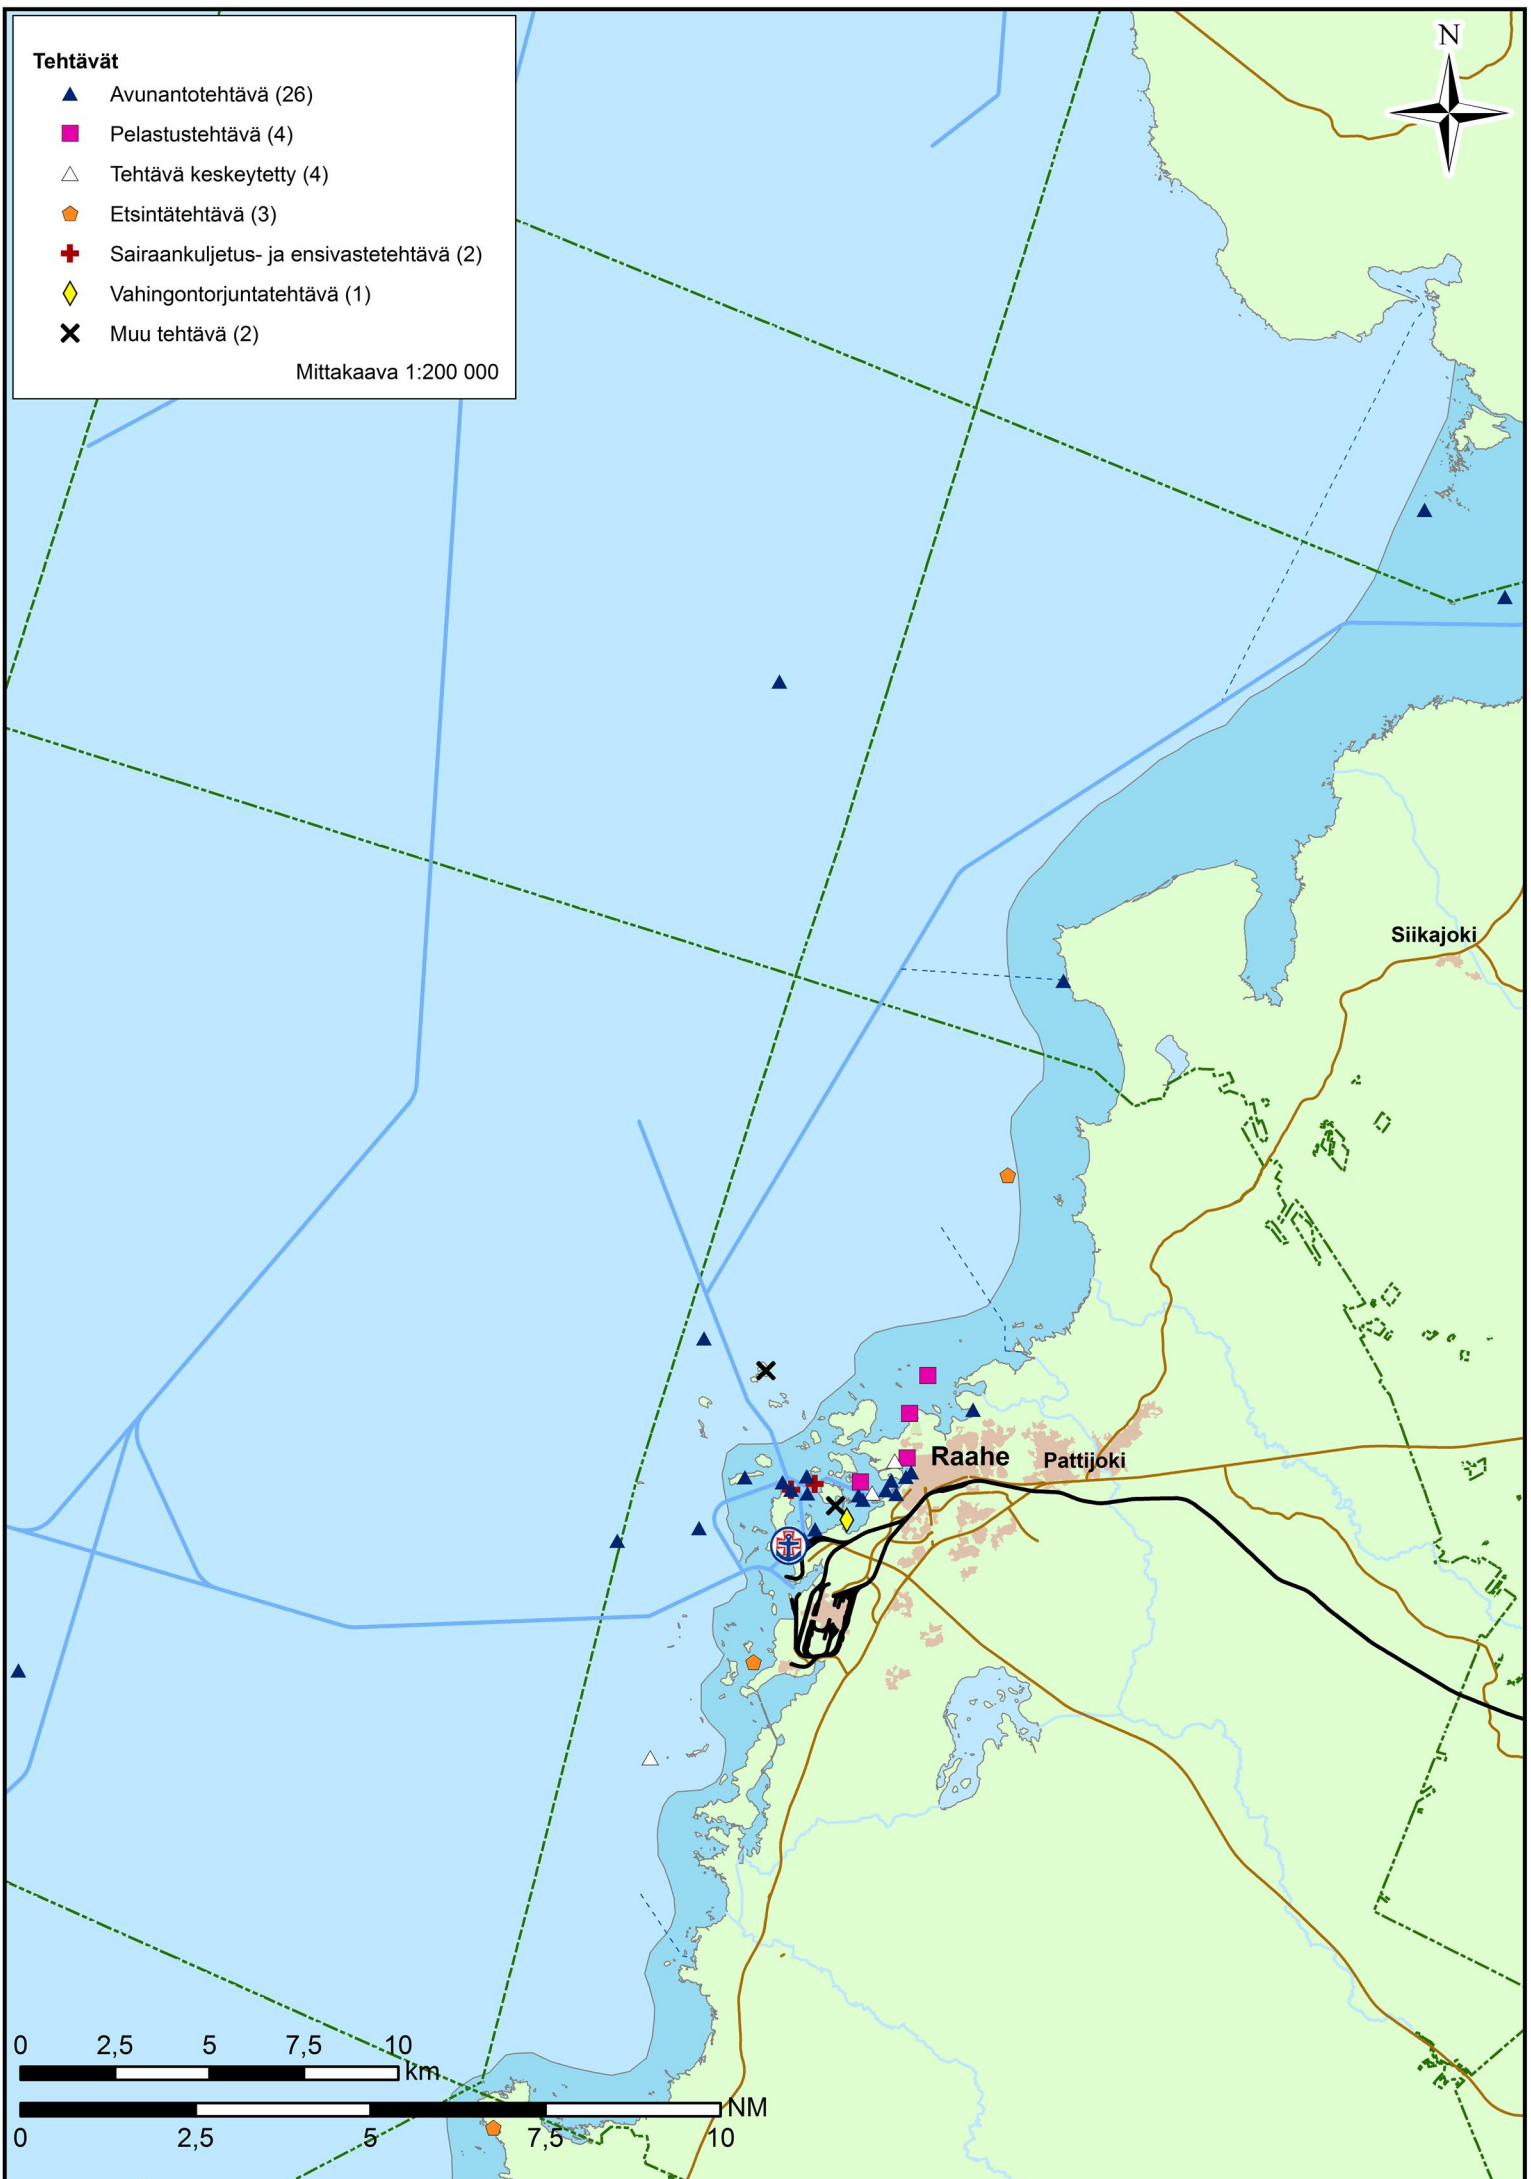 Tehtävät
Avunantotehtävä (26)
Pelastustehtävä (4)
Tehtävä keskeytetty (4)
Etsintätehtävä (3)
Sairaankuljetus- ja ensivastetehtävä (2)
Vahingontorjuntatehtävä (1)
Muu tehtävä (2)
Mittakaava 1:200 000
N
Siikajoki
Raahe
Pattijoki
0 2,5 5 7,5 10
km
NM
0 2,5 5 7,5 10